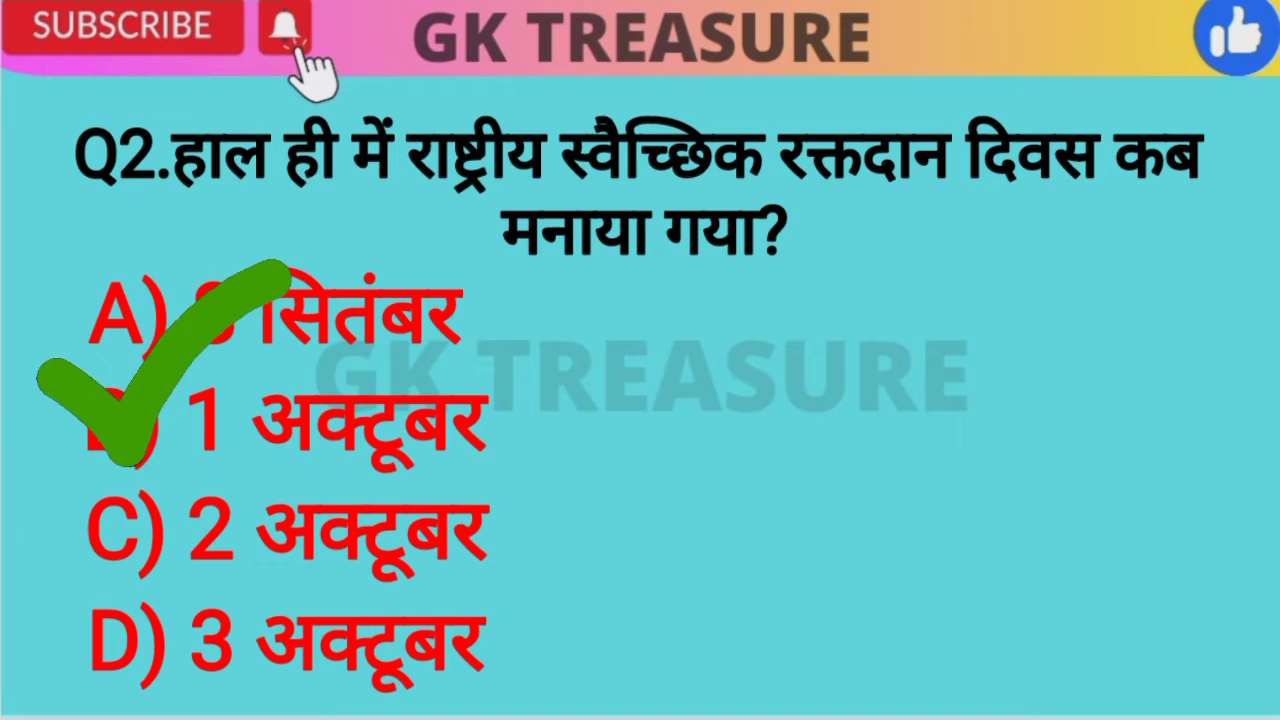 SUBSCRIBE
GK TREASURE
Q2.हाल ही में राष्ट्रीय स्वैच्छिक रक्तदान दिवस कब
मनाया गया?
A) सितंबर
GK TREASURE
1 अक्टूबर
C) 2 अक्टूबर
D) 3 अक्टूबर